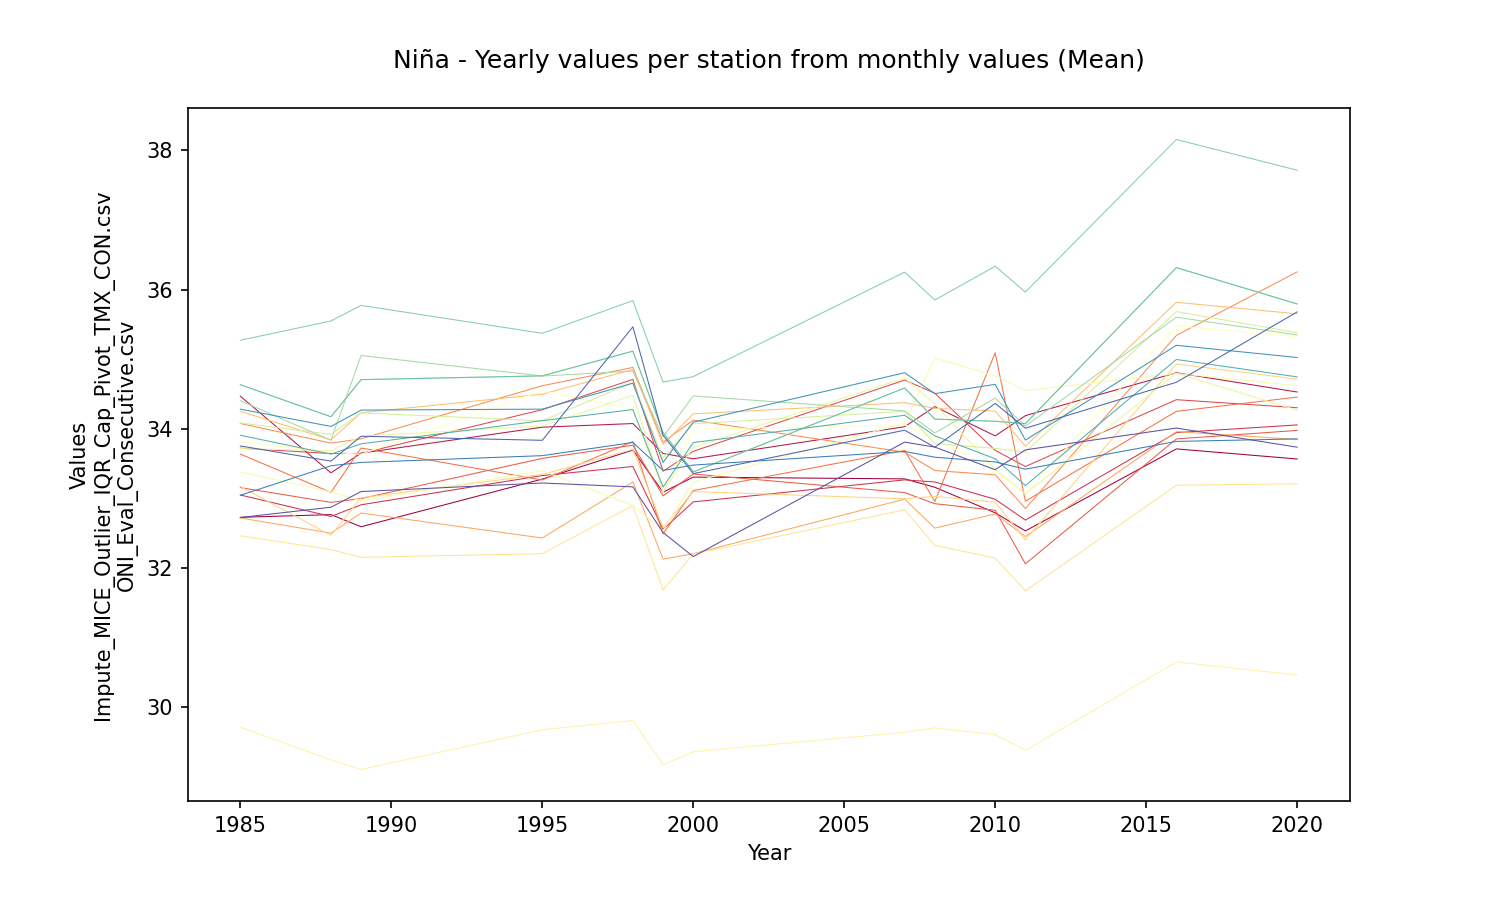 Niña - Yearly values per station from monthly values (Mean)
38
36
34
32
30
Values
Impute_MICE_Outlier_IQR_Cap_Pivot_TMX_CON.csv
ONI_Eval_Consecutive.csv
1985 1990 1995 2000 2005 2010 2015 2020
Year